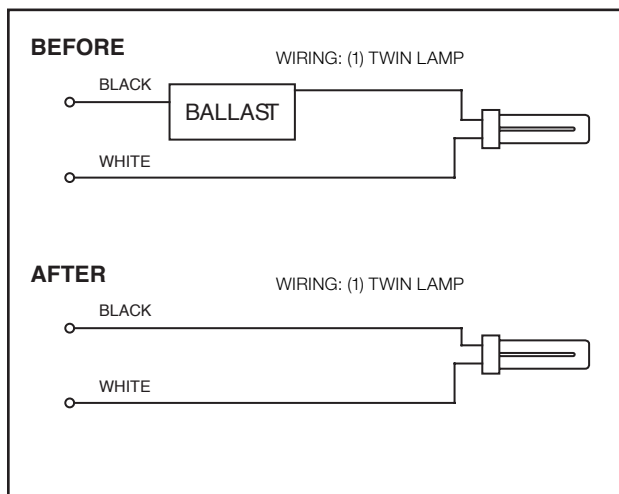 BEFORE
WIRING: (1) TWIN LAMP
BLACK
BALLAST
WHITE
AFTER
WIRING: (1) TWIN LAMP
BLACK
WHITE